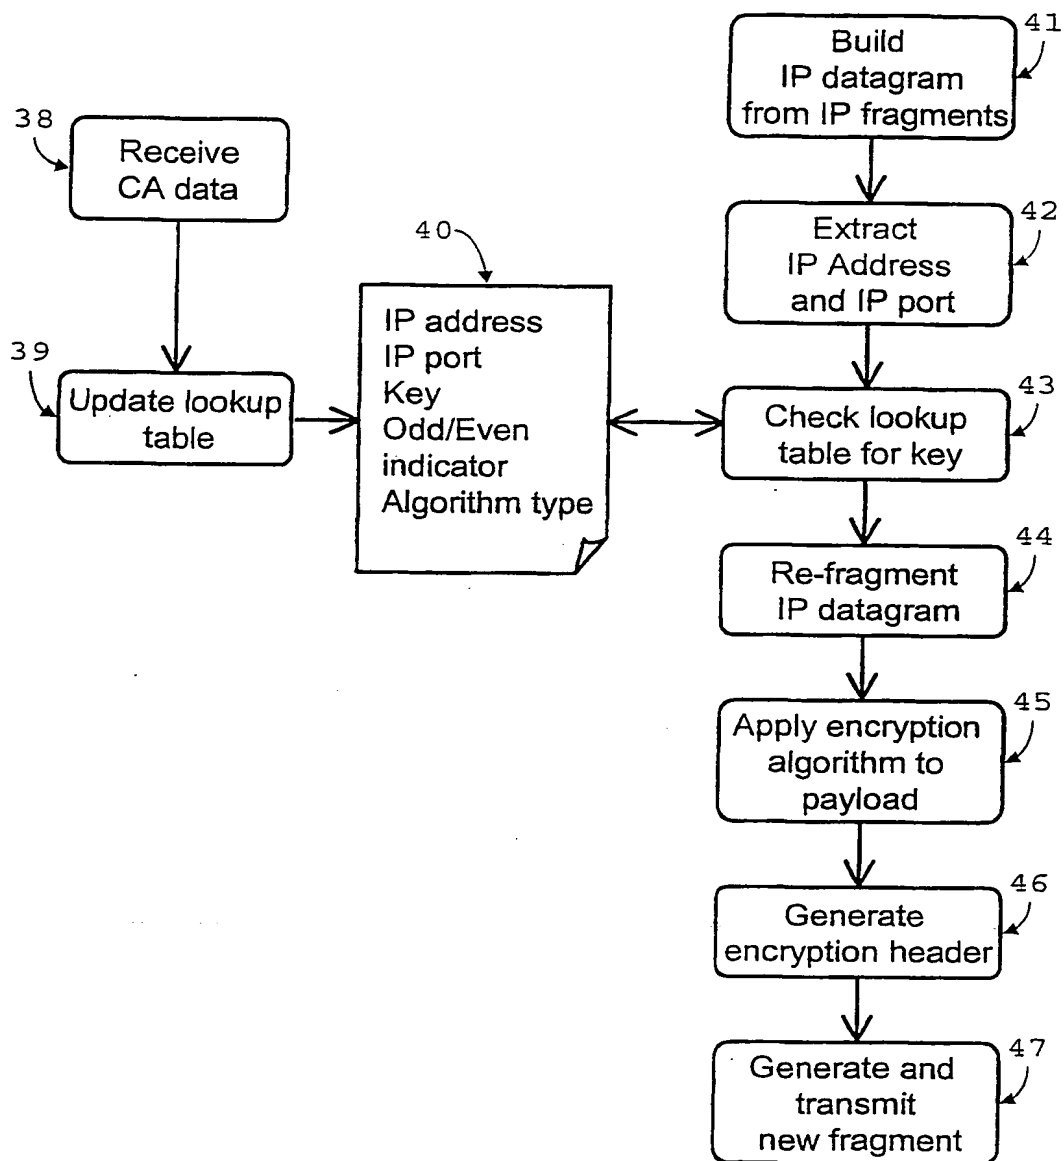 38
Receive
CA data
39
Update lookup
table
40
IP address
IP port
Key
Odd/Even
indicator
Algorithm type
41
Build
IP datagram
from IP fragments
42
Extract
IP Address
and IP port
43
Check lookup
table for key
44
Re-fragment
IP datagram
45
Apply encryption
algorithm to
payload
46
Generate
encryption header
47
Generate and
transmit
new fragment